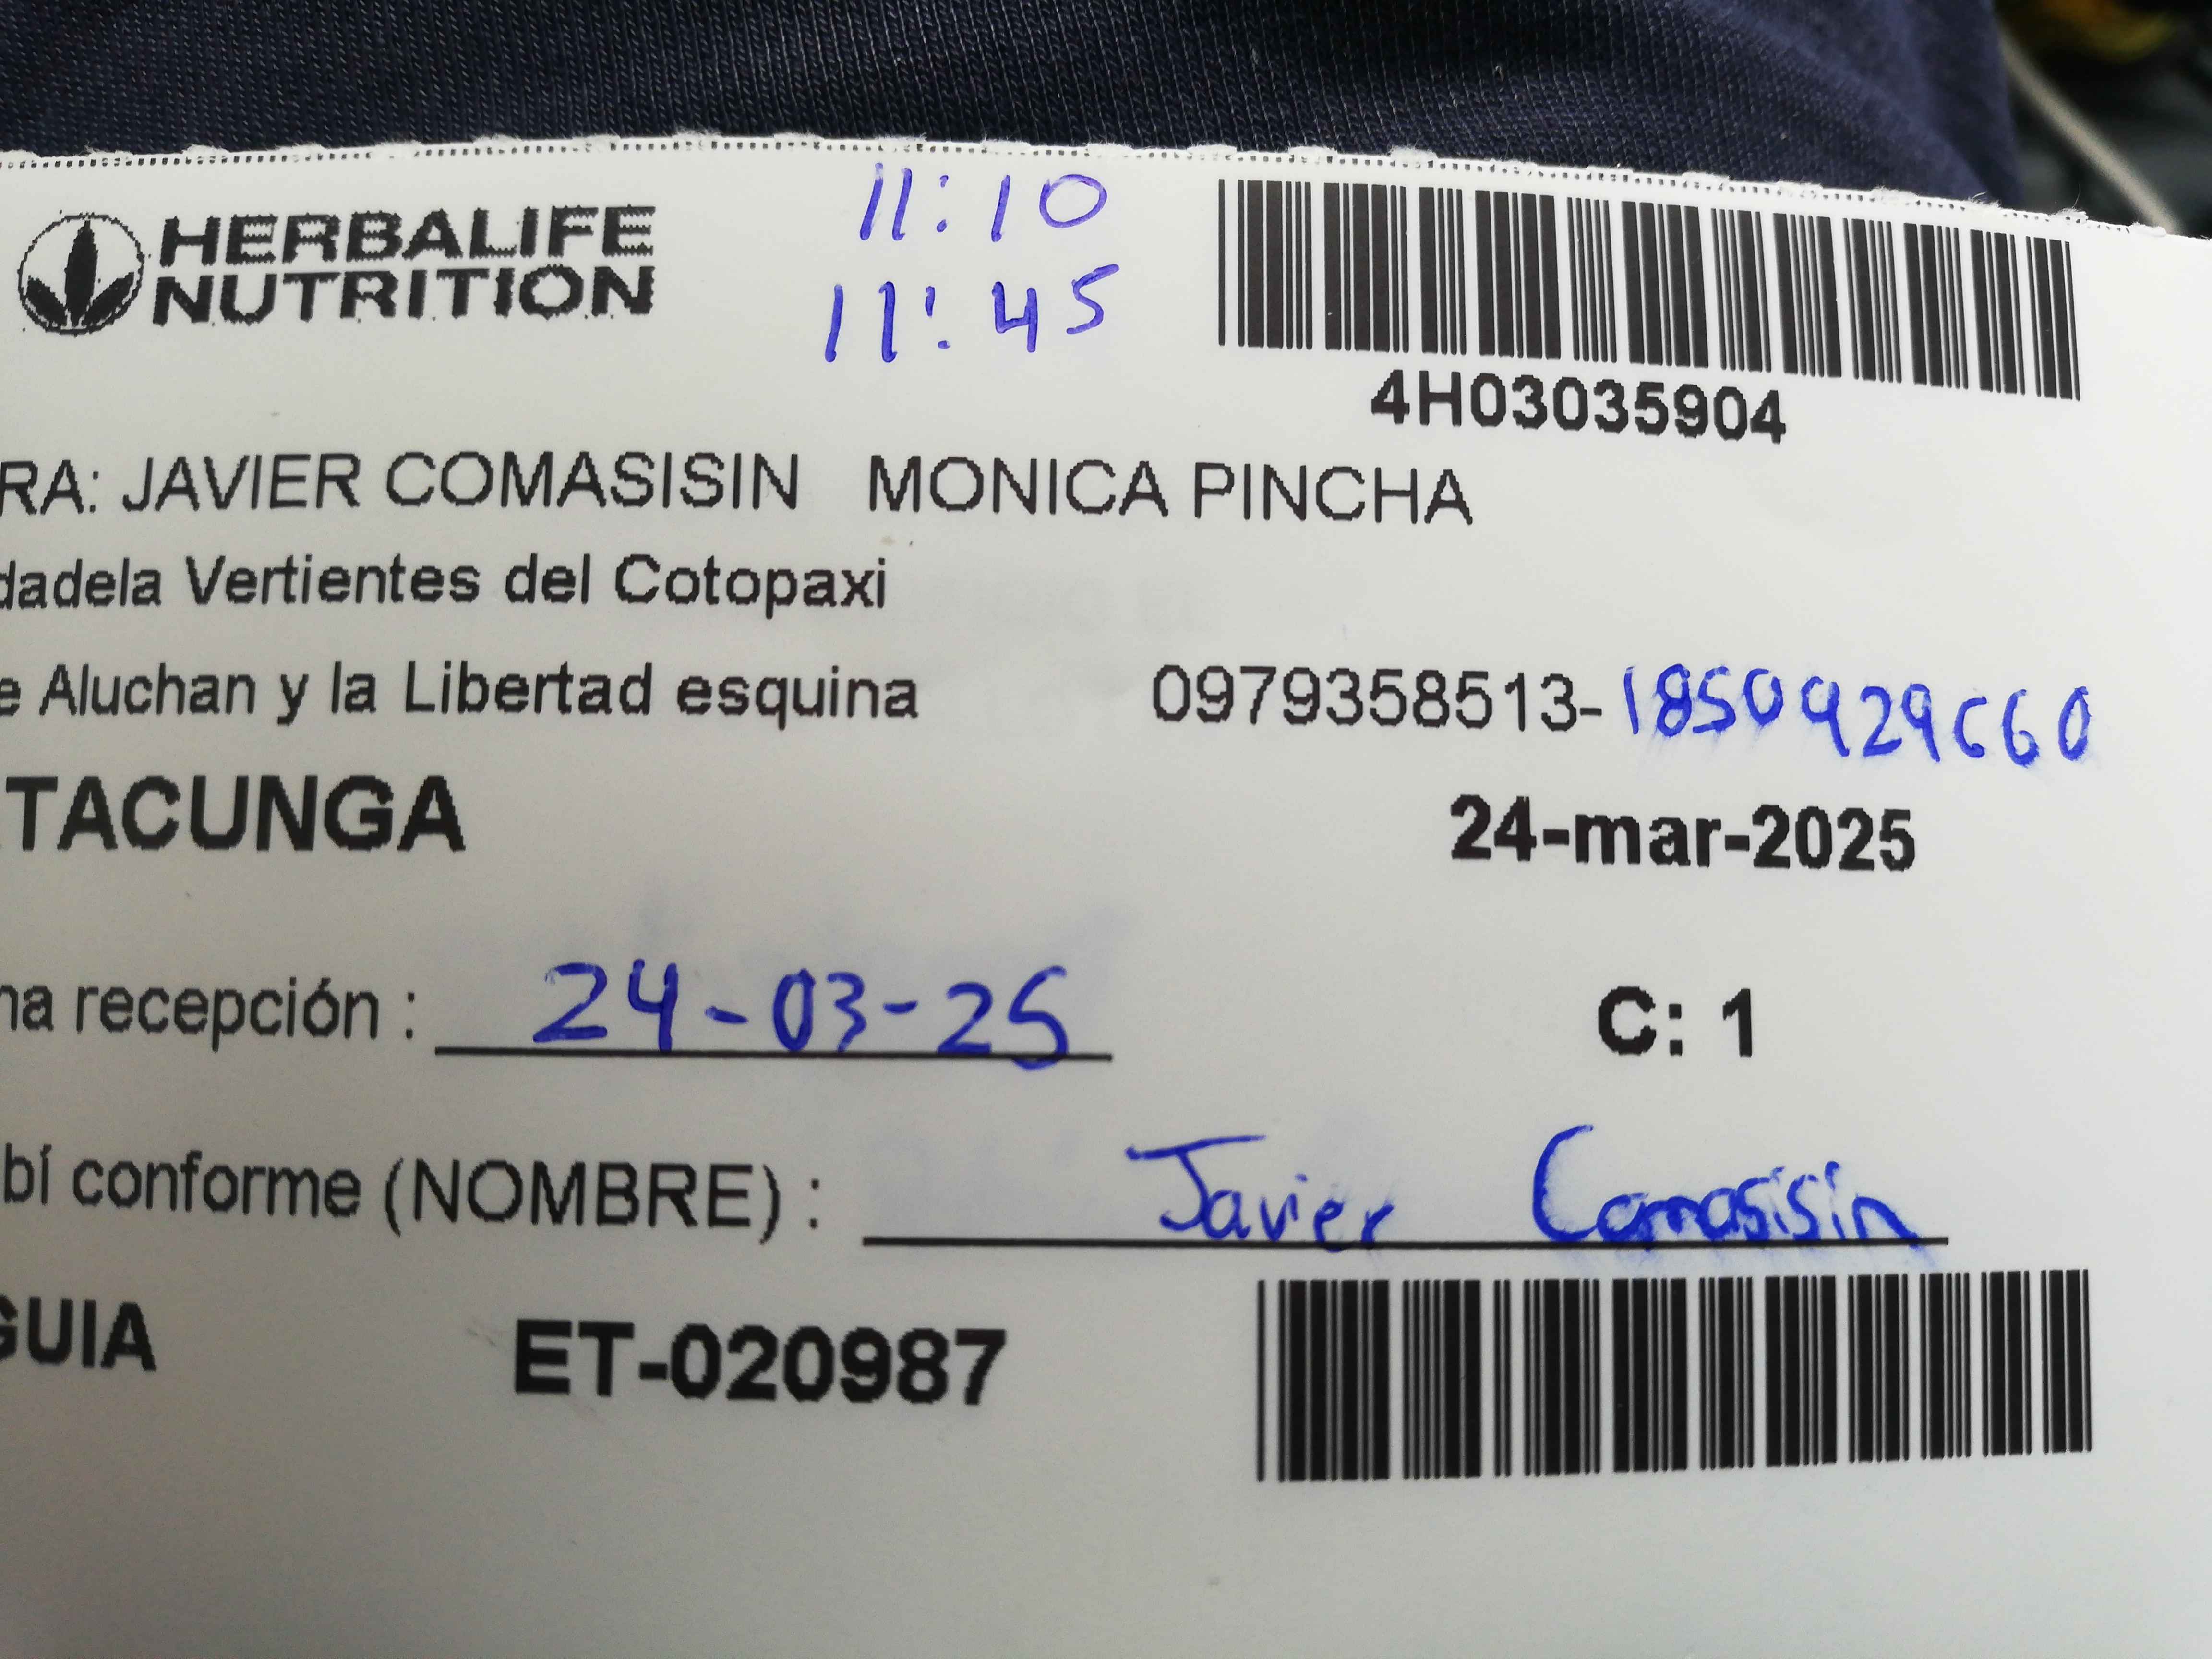 HERBALIFE
NUTRITION
11:10
11:45
4H03035904
RA: JAVIER COMASISIN MONICA PINCHA
dadela Vertientes del Cotopaxi
e Aluchan y la Libertad esquina 0979358513-1850929660
TACUNGA 24-mar-2025
na recepción : 24-03-25 C: 1
bí conforme (NOMBRE) : Javier Comasisin
GUIA ET-020987